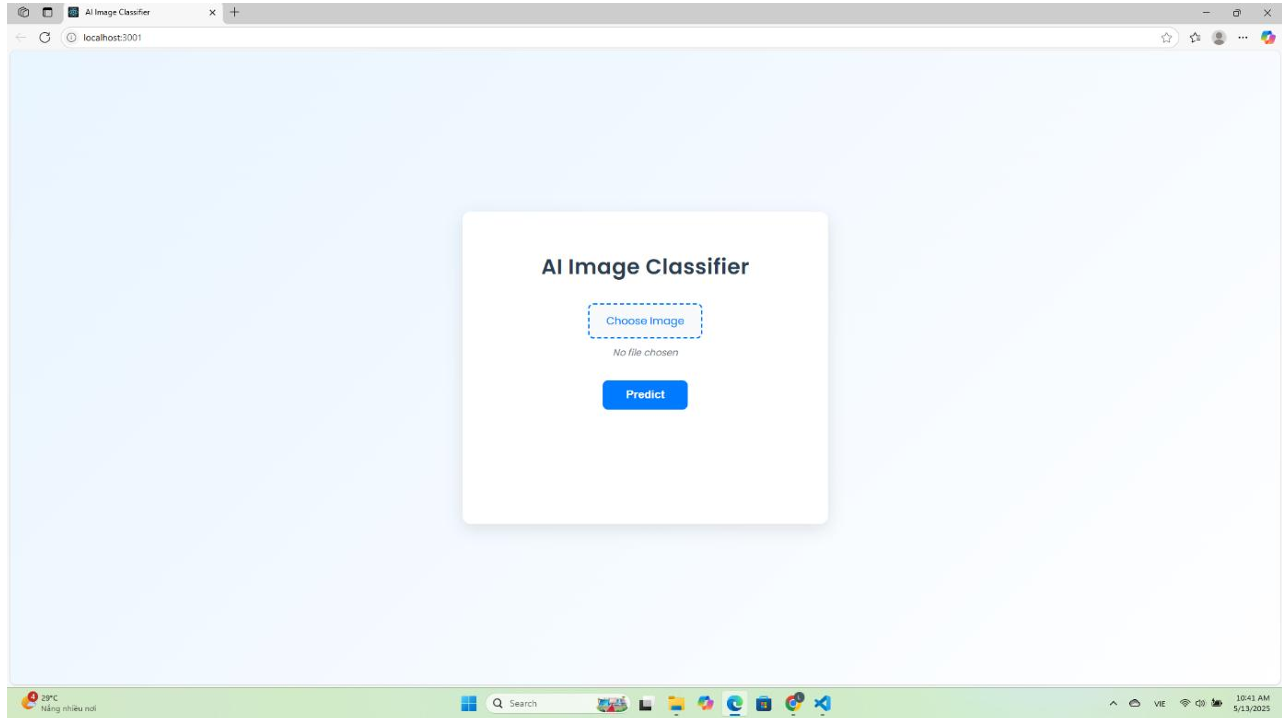 AI Image Classifier
localhost:3001
AI Image Classifier
Choose Image
No file chosen
Predict
4
29°C
Nắng nhiều nơi
Search
VIE
10:41 AM
5/13/2025